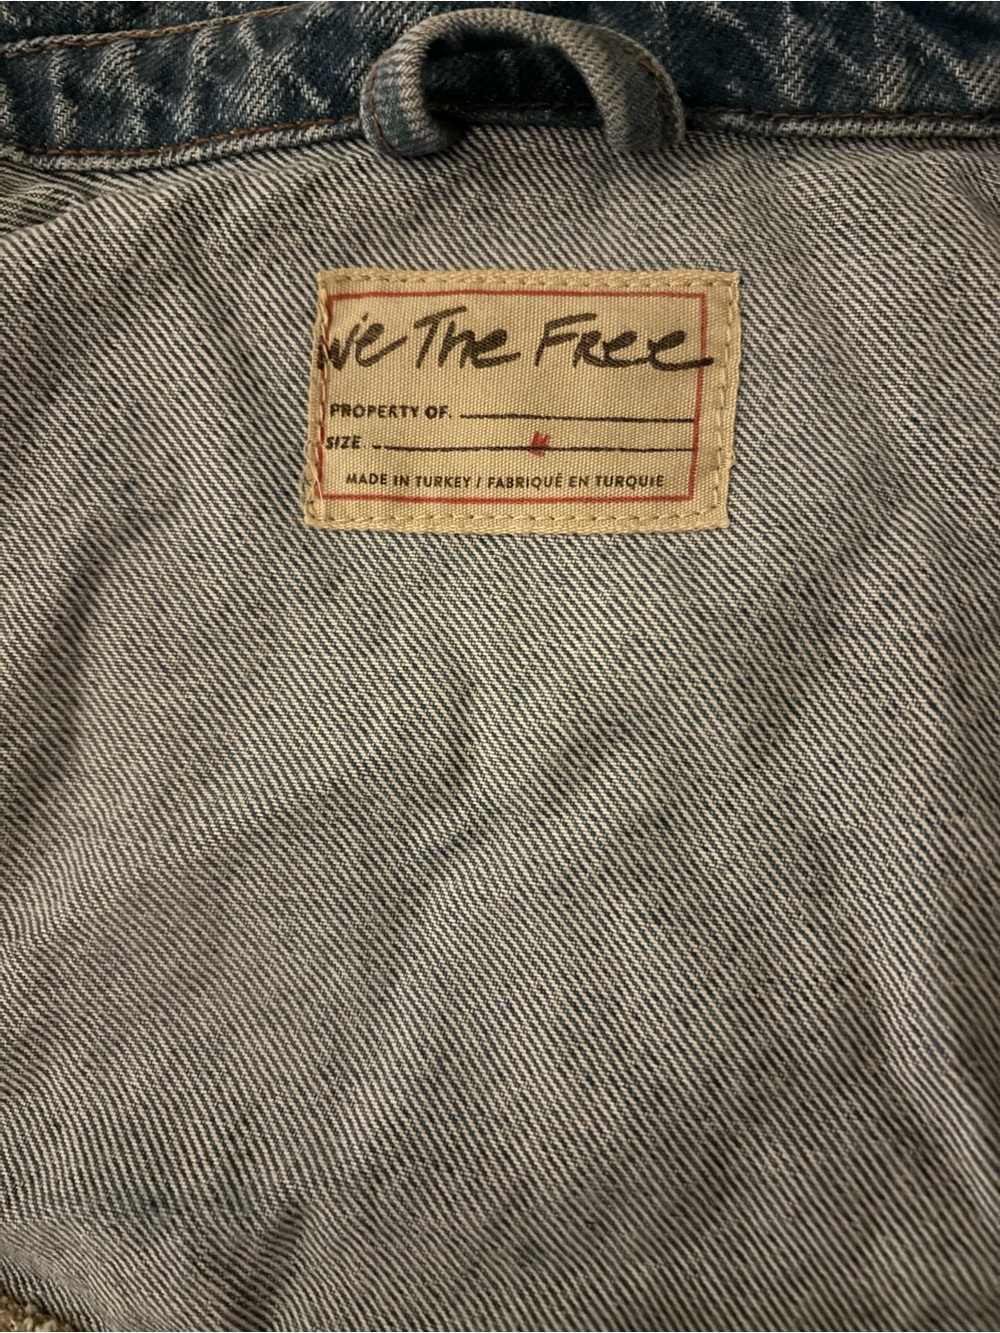 We The Free
PROPERTY OF.
SIZE M
MADE IN TURKEY / FABRIQUÉ EN TURQUIE